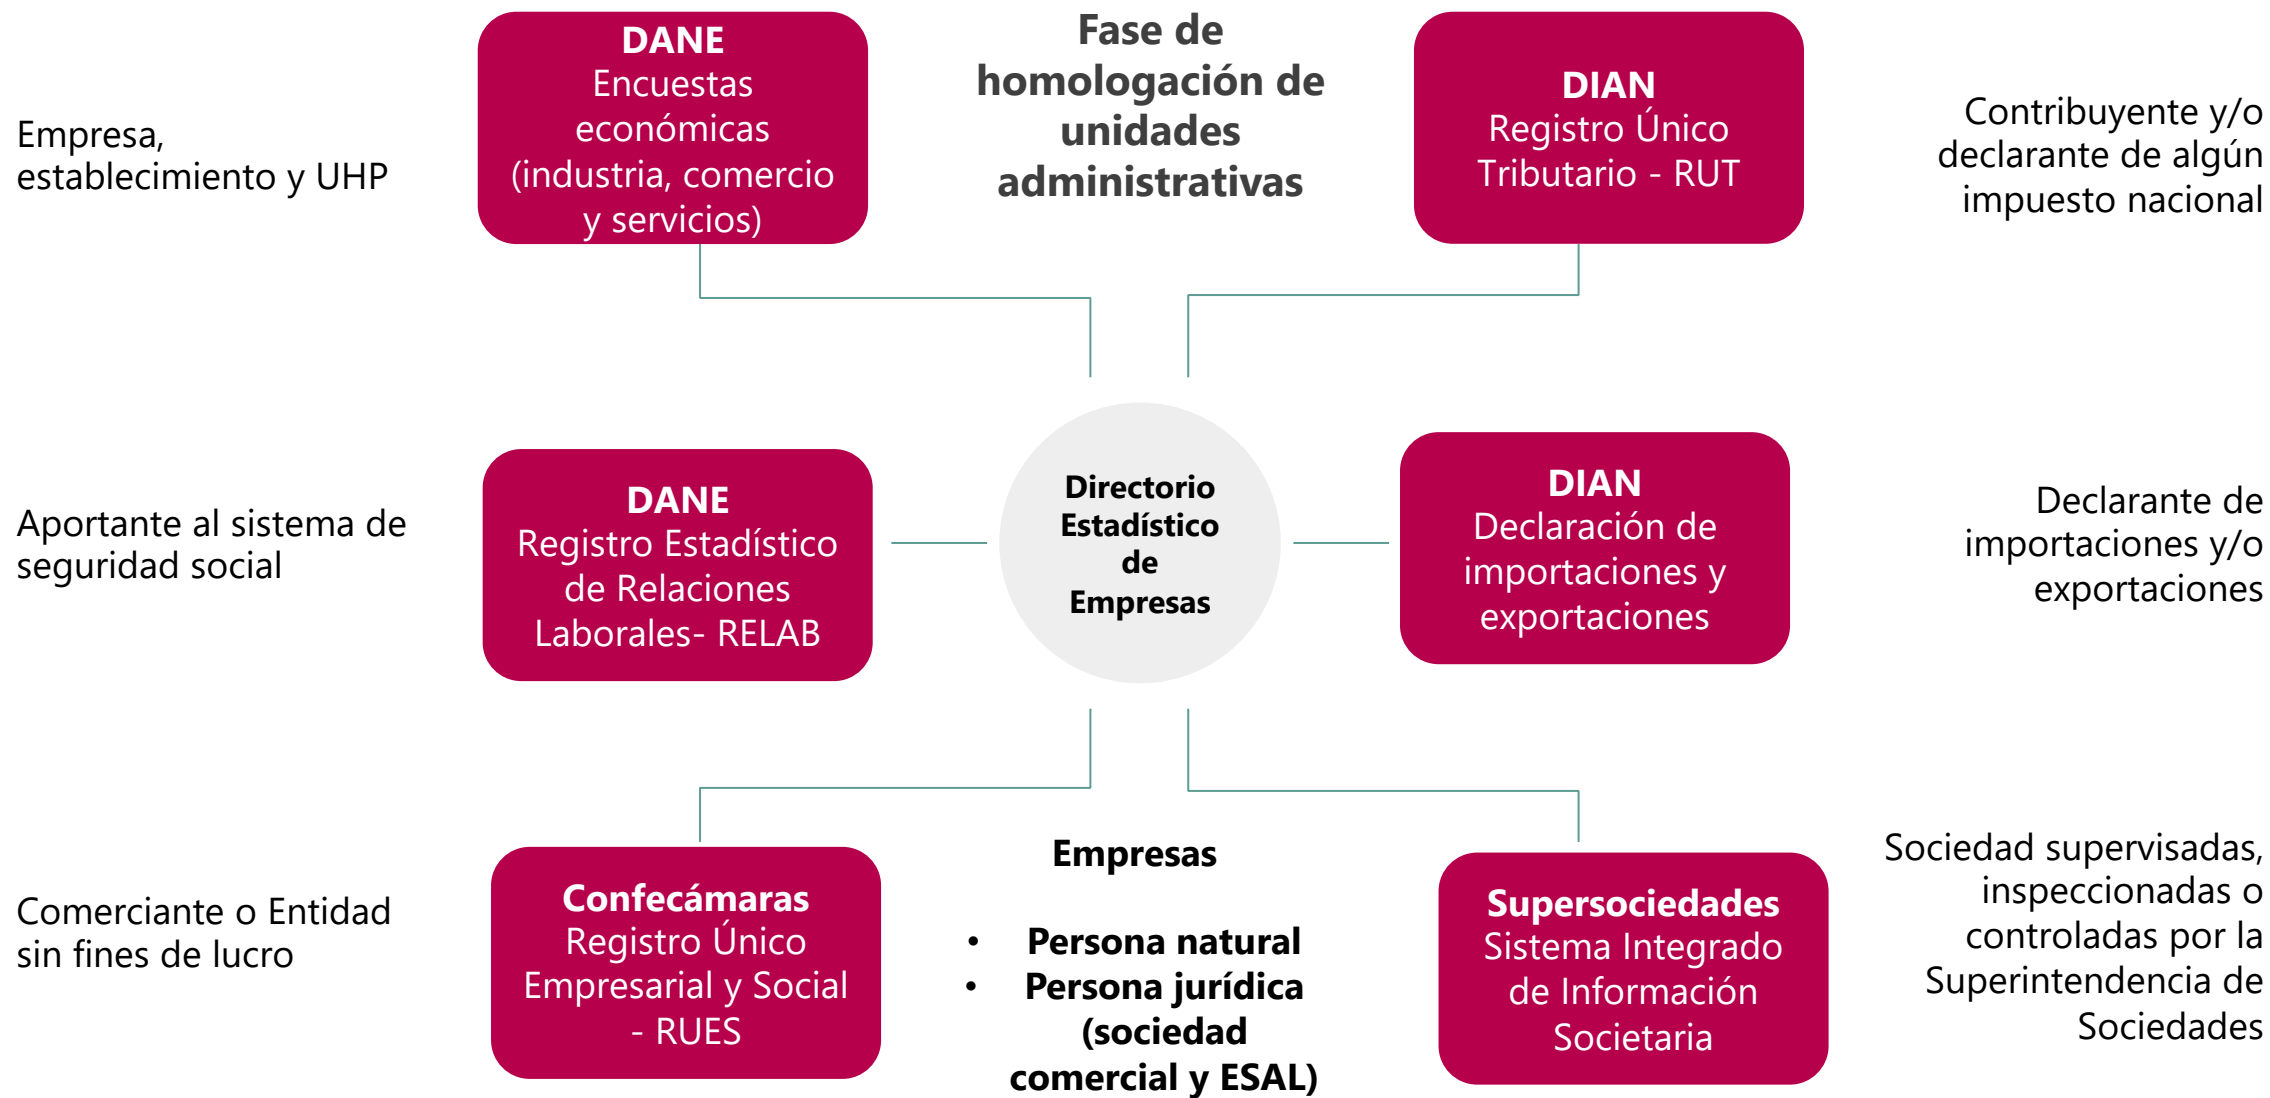 Empresa,
establecimiento y UHP
DANE
Encuestas
económicas
(industria, comercio
y servicios)
Fase de
homologación de
unidades
administrativas
DIAN
Registro Único
Tributario - RUT
Contribuyente y/o
declarante de algún
impuesto nacional
Aportante al sistema de
seguridad social
DANE
Registro Estadístico
de Relaciones
Laborales- RELAB
Directorio
Estadístico
de
Empresas
DIAN
Declaración de
importaciones y
exportaciones
Declarante de
importaciones y/o
exportaciones
Comerciante o Entidad
sin fines de lucro
Confecámaras
Registro Único
Empresarial y Social
- RUES
Empresas
• Persona natural
• Persona jurídica
(sociedad
comercial y ESAL)
Supersociedades
Sistema Integrado
de Información
Societaria
Sociedad supervisadas,
inspeccionadas o
controladas por la
Superintendencia de
Sociedades